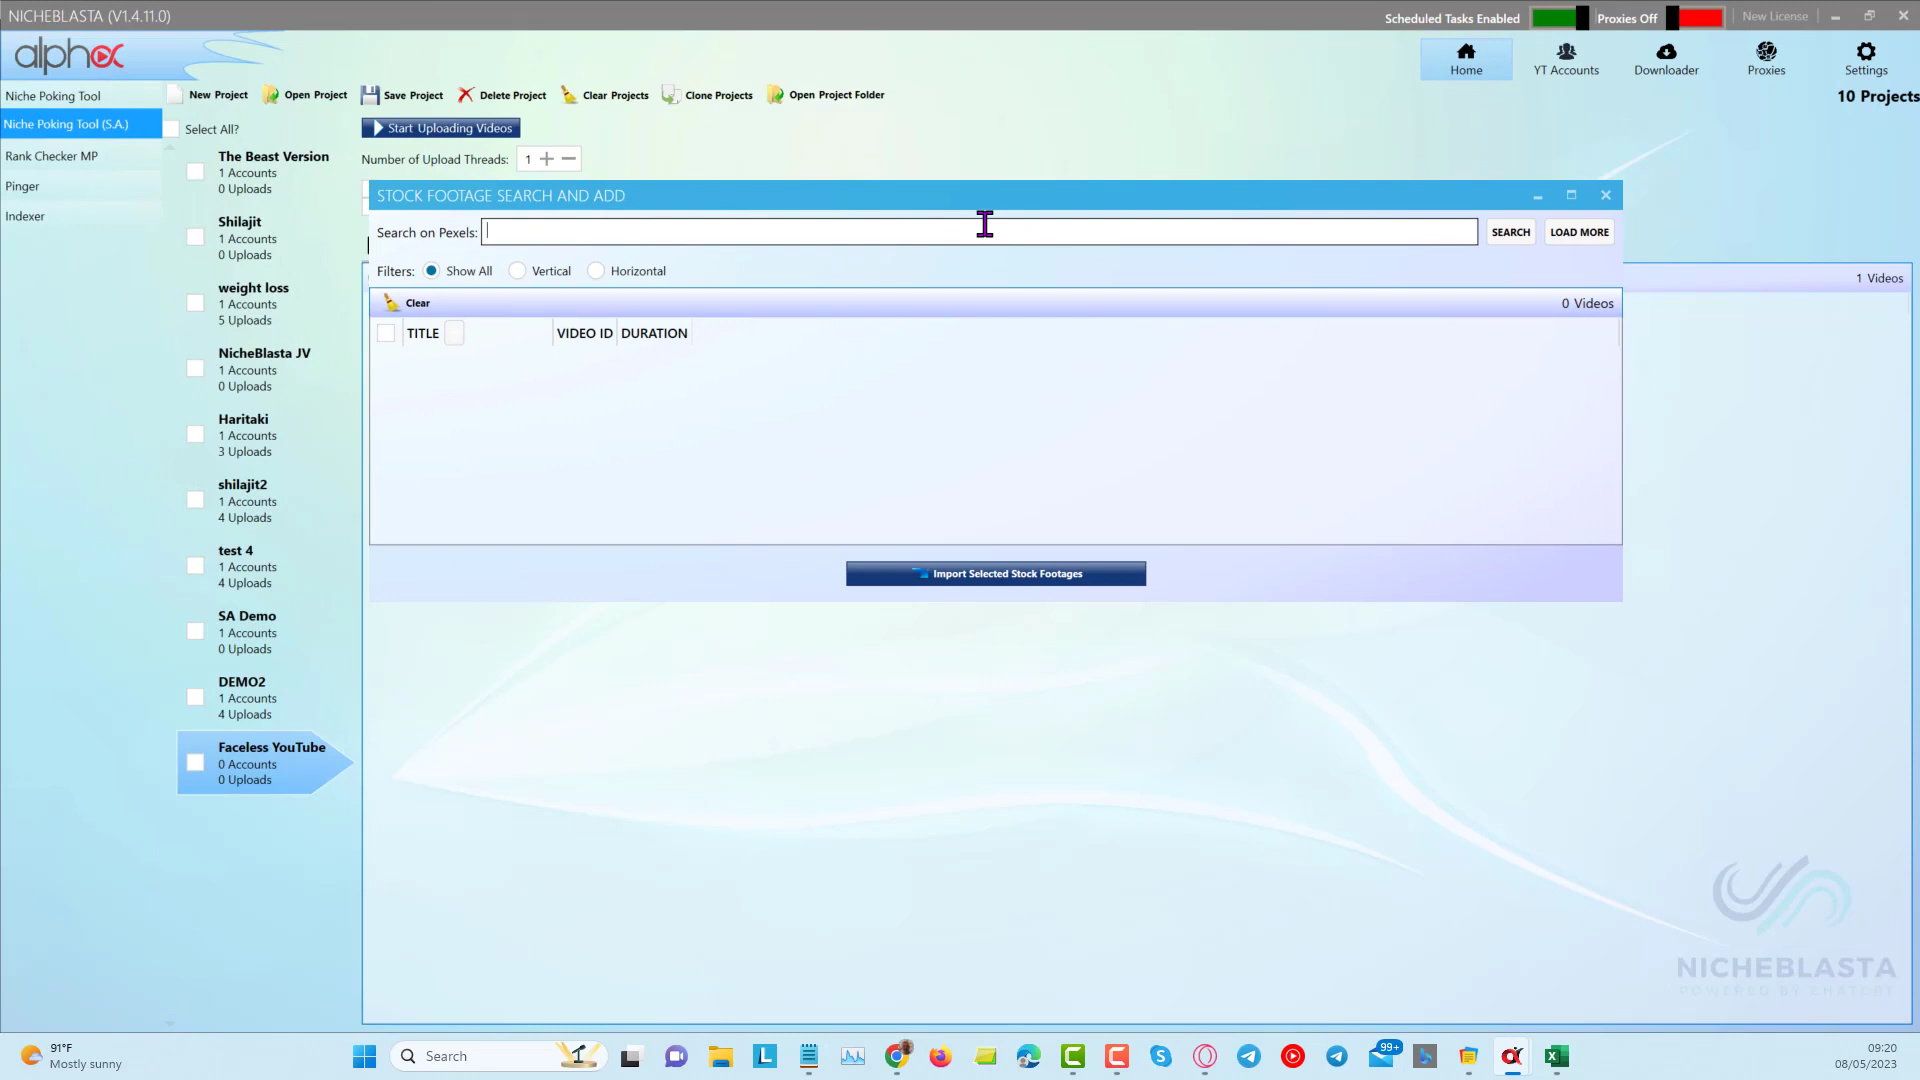 NICHEBLASTA (V1.4.11.0)
Scheduled Tasks Enabled
Proxies Off
New License
alpha
Home
YT Accounts
Downloader
Proxies
Settings
Niche Poking Tool
New Project
Open Project
Save Project
Delete Project
Clear Projects
Clone Projects
Open Project Folder
10 Projects
Niche Poking Tool (S.A.)
Rank Checker MP
Pinger
Indexer
Select All?
The Beast Version
1 Accounts
0 Uploads
Shilajit
1 Accounts
0 Uploads
weight loss
1 Accounts
5 Uploads
NicheBlasta JV
1 Accounts
0 Uploads
Haritaki
1 Accounts
3 Uploads
shilajit2
1 Accounts
4 Uploads
test 4
1 Accounts
4 Uploads
SA Demo
1 Accounts
0 Uploads
DEMO2
1 Accounts
4 Uploads
Faceless YouTube
0 Accounts
0 Uploads
Start Uploading Videos
Number of Upload Threads: 1
STOCK FOOTAGE SEARCH AND ADD
Search on Pexels:
SEARCH
LOAD MORE
Filters:
Show All
Vertical
Horizontal
1 Videos
Clear
0 Videos
TITLE
VIDEO ID
DURATION
Import Selected Stock Footages
NICHEBLASTA
POWERED BY CHATGPT
91°F
Mostly sunny
Search
L
99+
09:20
08/05/2023